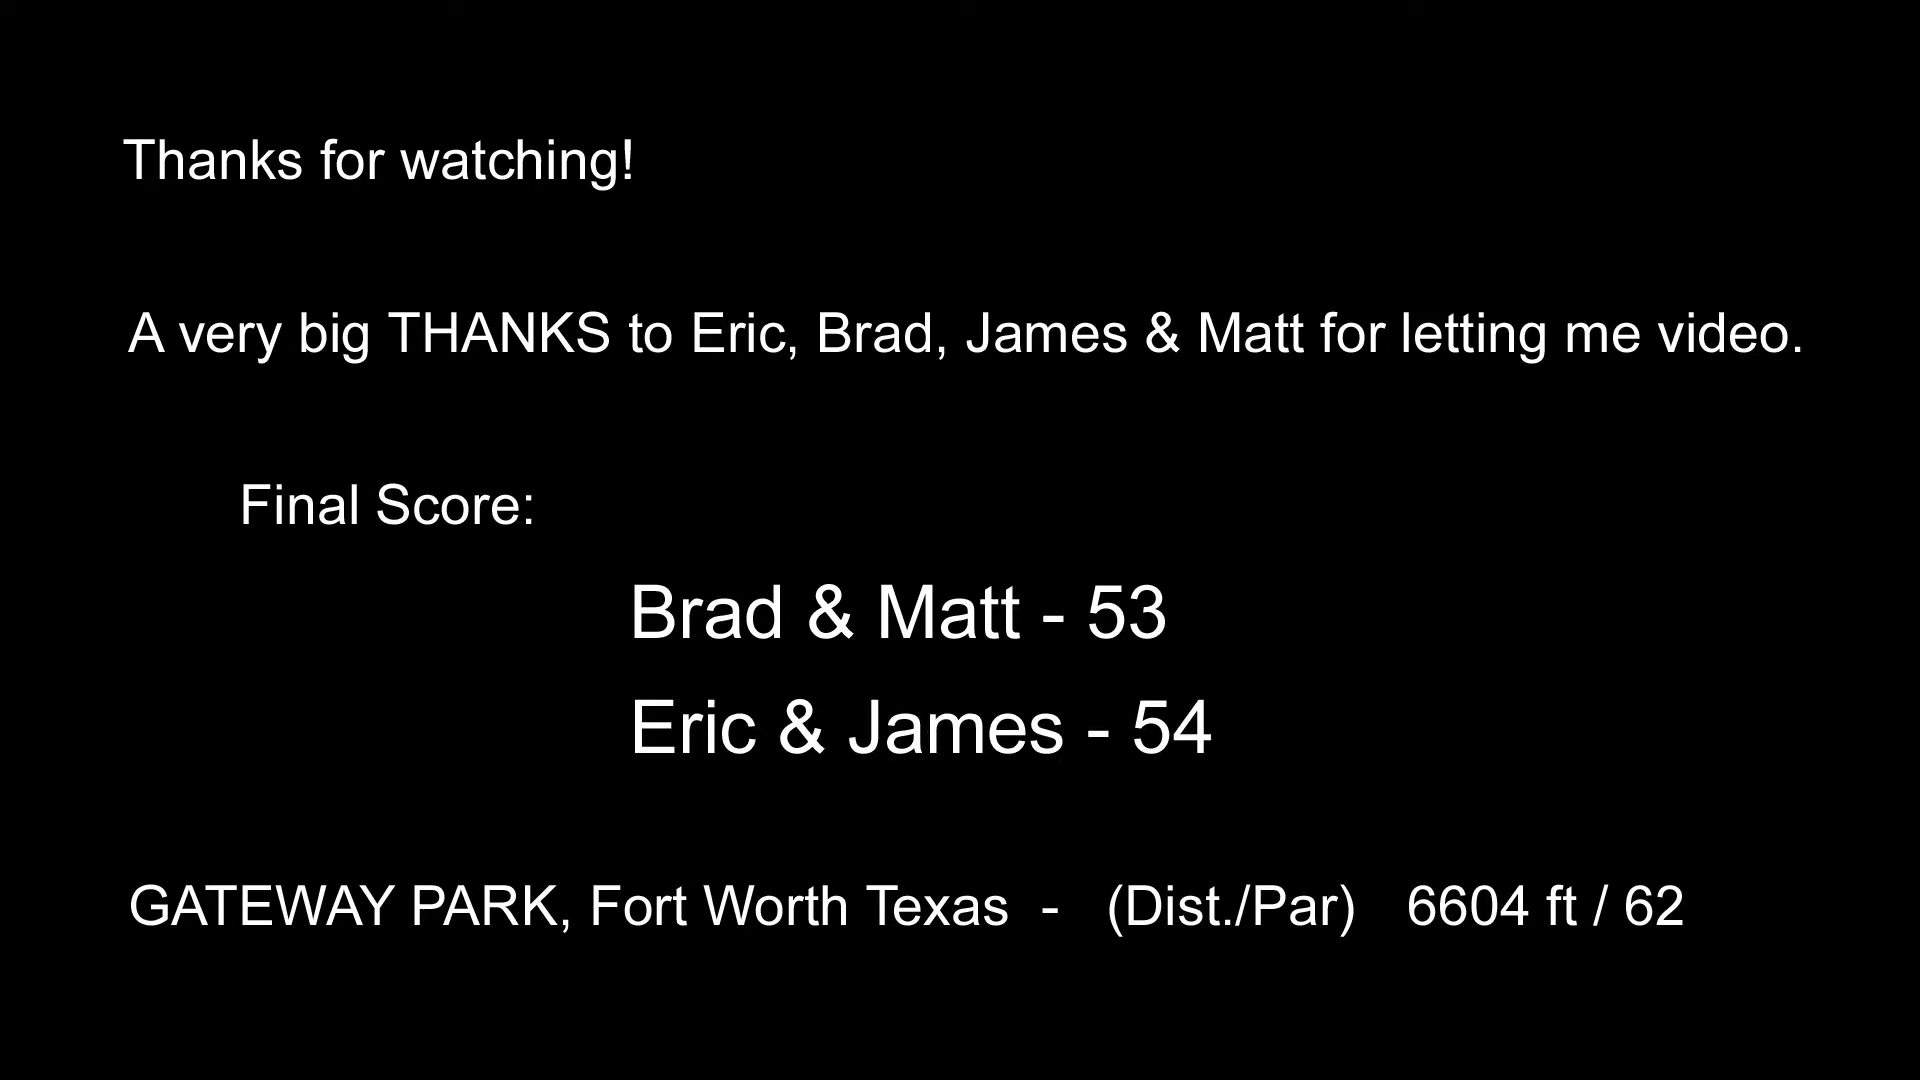 Thanks for watching!
A very big THANKS to Eric, Brad, James & Matt for letting me video.
Final Score:
Brad & Matt - 53
Eric & James - 54
GATEWAY PARK, Fort Worth Texas - (Dist./Par) 6604 ft / 62